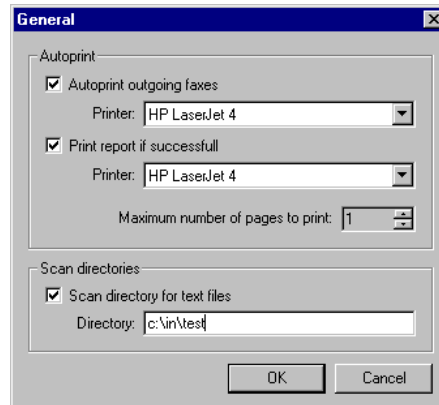 General
Autoprint
Autoprint outgoing faxes
Printer: HP LaserJet 4
Print report if successfull
Printer: HP LaserJet 4
Maximum number of pages to print: 1
Scan directories
Scan directory for text files
Directory: c:\in\test
OK Cancel